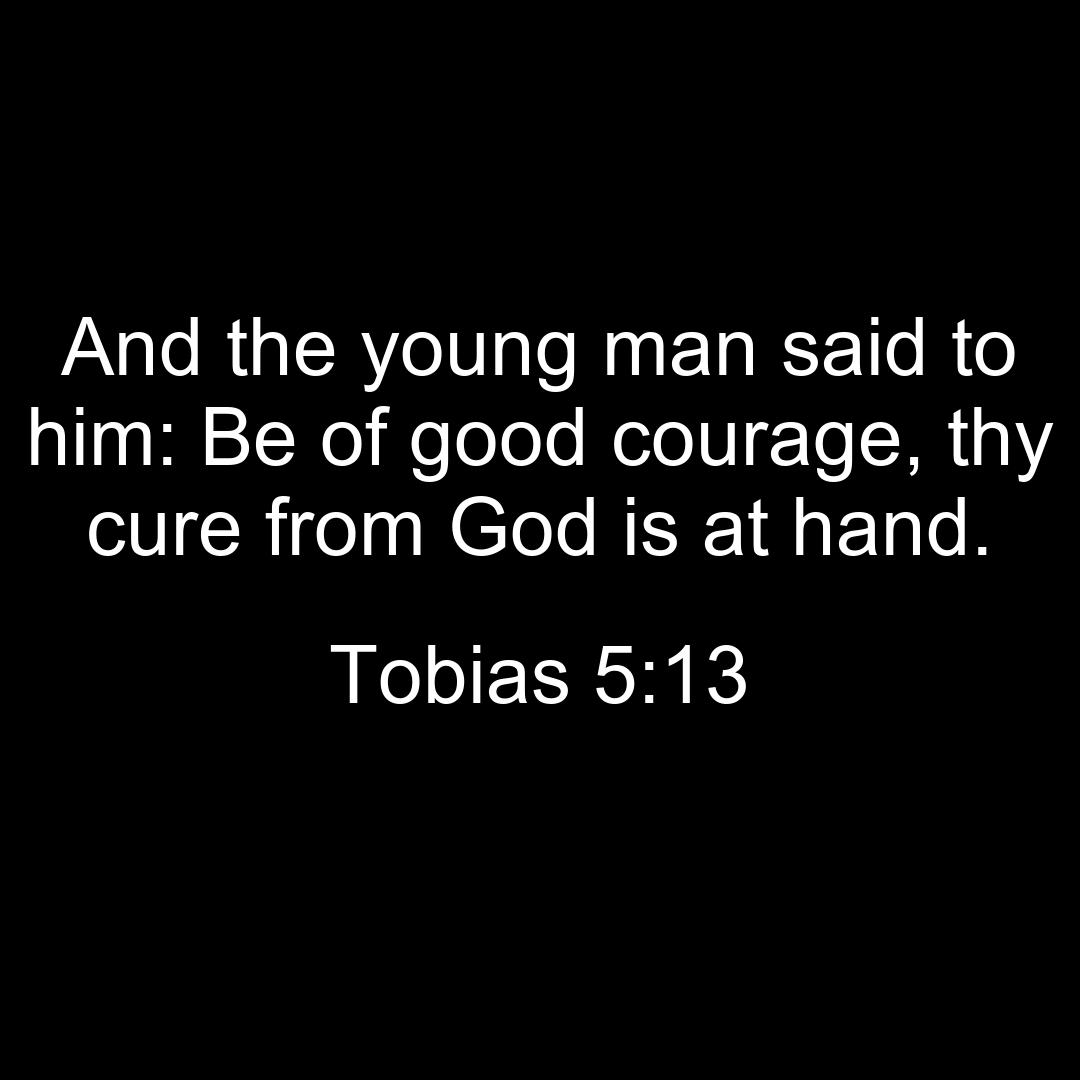 And the young man said to
him: Be of good courage, thy
cure from God is at hand.
Tobias 5:13